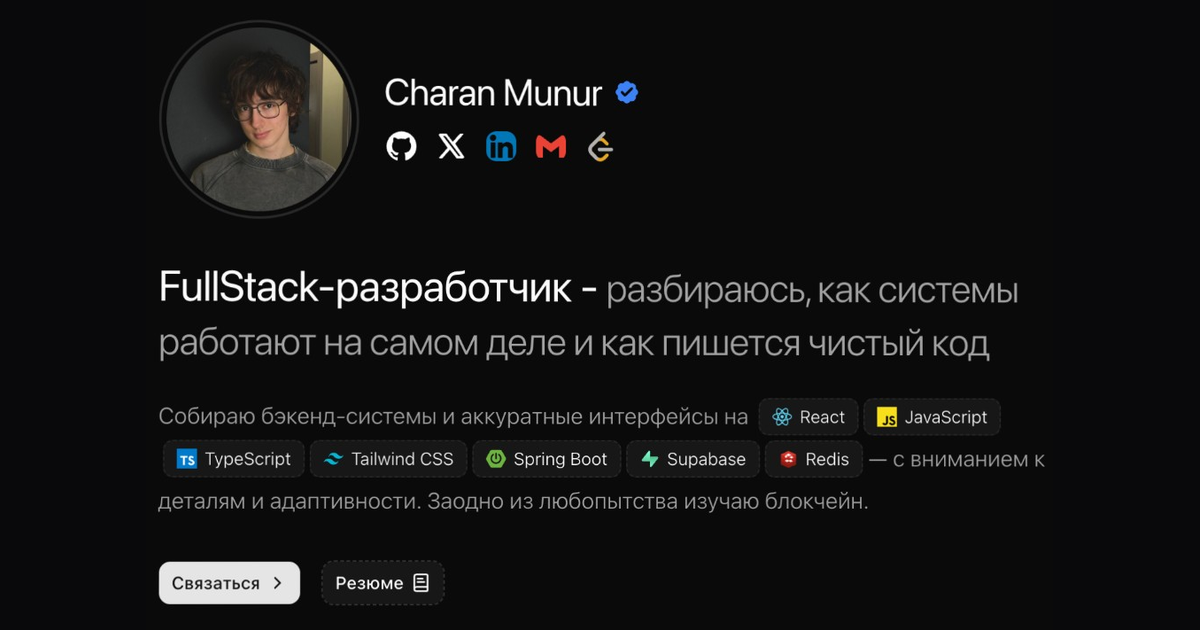 Charan Munur
FullStack-разработчик - разбираюсь, как системы
работают на самом деле и как пишется чистый код
Собираю бэкенд-системы и аккуратные интерфейсы на React JS JavaScript
TS TypeScript Tailwind CSS Spring Boot Supabase Redis — с вниманием к
деталям и адаптивности. Заодно из любопытства изучаю блокчейн.
Связаться Резюме